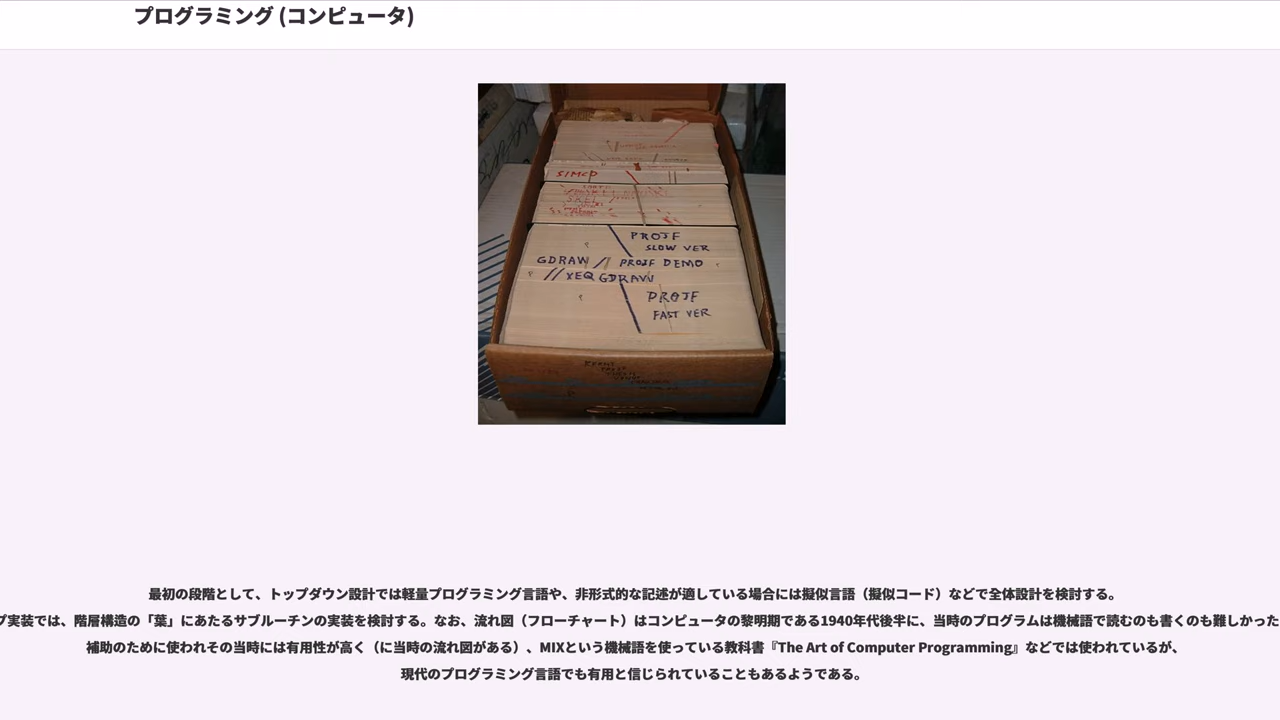 プログラミング (コンピュータ)
SIMCD
PROJF
SLOW VER
GDRAW // PROJF DEMO
// XEQ GDRAW
PROJF
FAST VER
最初の段階として、トップダウン設計では軽量プログラミング言語や、非形式的な記述が適している場合には擬似言語（擬似コード）などで全体設計を検討する。
プ実装では、階層構造の「葉」にあたるサブルーチンの実装を検討する。なお、流れ図（フローチャート）はコンピュータの黎明期である1940年代後半に、当時のプログラムは機械語で読むのも書くのも難しかった
補助のために使われその当時には有用性が高く（に当時の流れ図がある）、MIXという機械語を使っている教科書『The Art of Computer Programming』などでは使われているが、
現代のプログラミング言語でも有用と信じられていることもあるようである。